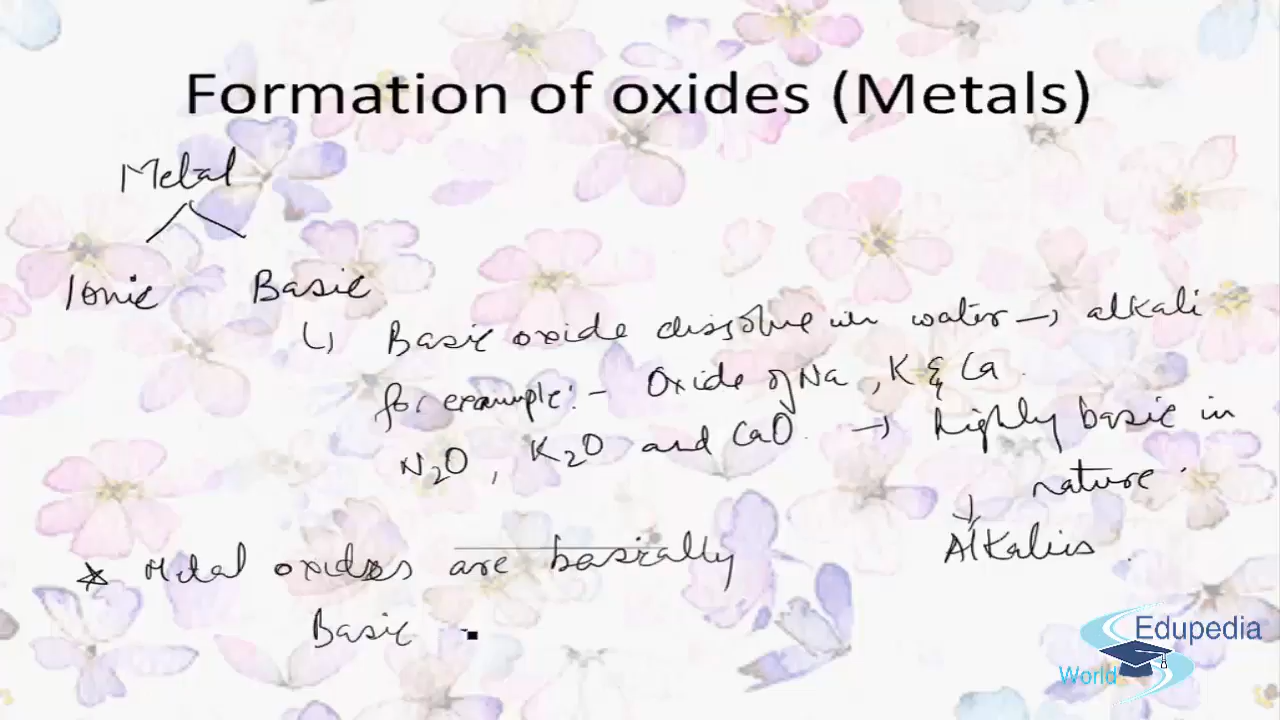 Formation of oxides (Metals)
Metal
Ionic Basic
↳ Basic oxide dissolve in water → alkali
for example:- Oxide of Na, K & Ca.
N2O, K2O and CaO. → highly basic in
nature.
↓
Alkalies.
* Metal oxides are basically
Basic
Edupedia
World